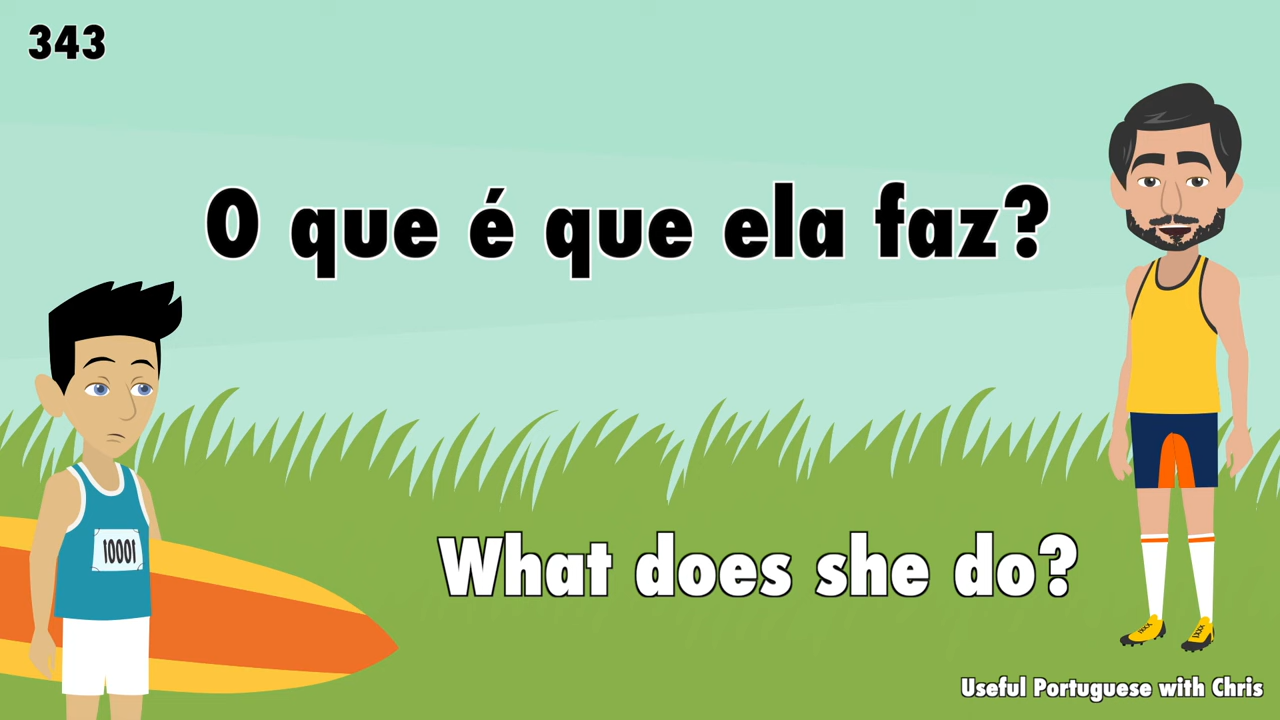 343
O que é que ela faz?
10001
What does she do?
Useful Portuguese with Chris